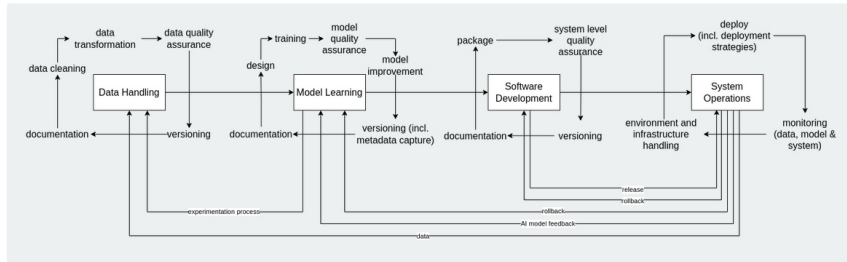 data
transformation
data quality
assurance
data cleaning
Data Handling
documentation
versioning
training
model
quality
assurance
design
model
improvement
Model Learning
documentation
versioning (incl.
metadata capture)
package
system level
quality
assurance
Software
Development
documentation
versioning
deploy
(incl. deployment
strategies)
System
Operations
environment and
infrastructure
handling
monitoring
(data, model &
system)
release
rollback
experimentation process
rollback
AI model feedback
data